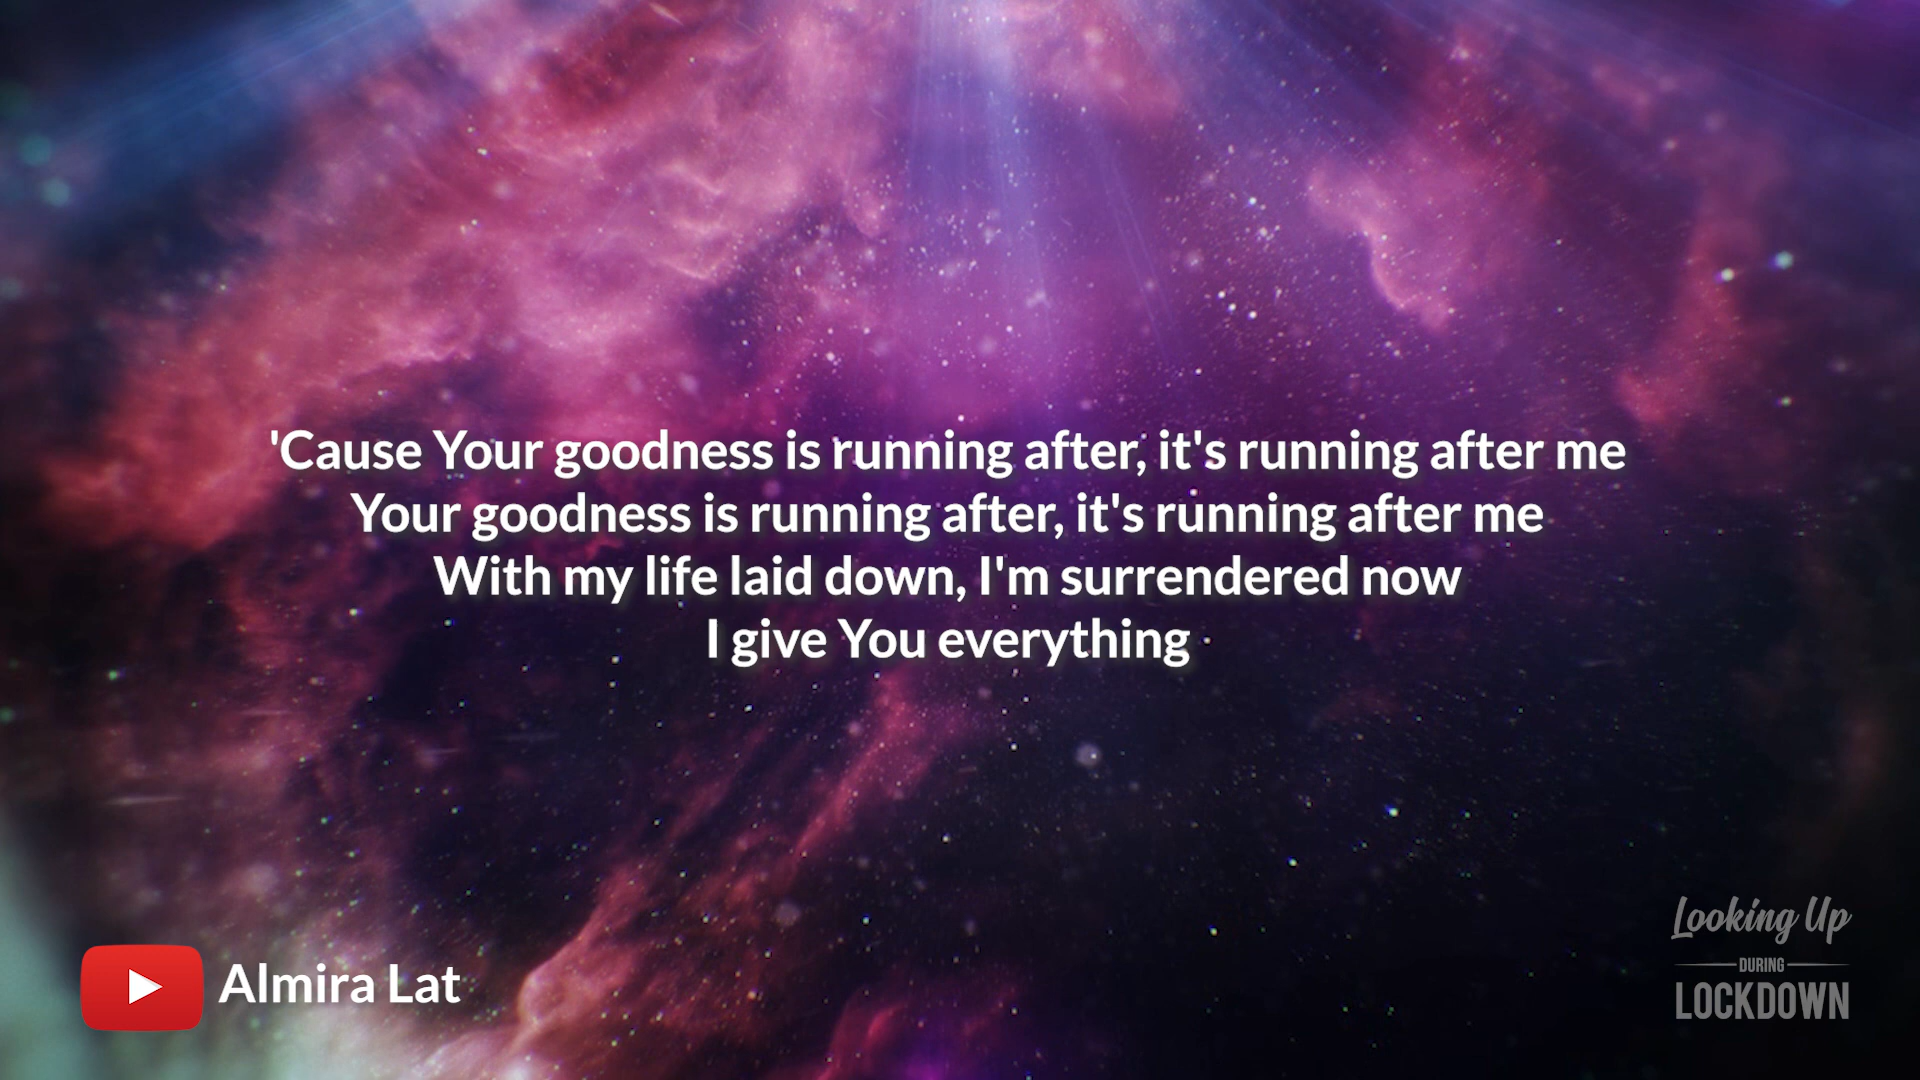 'Cause Your goodness is running after, it's running after me
Your goodness is running after, it's running after me
With my life laid down, I'm surrendered now
I give You everything
Almira Lat
Looking Up
DURING
LOCKDOWN